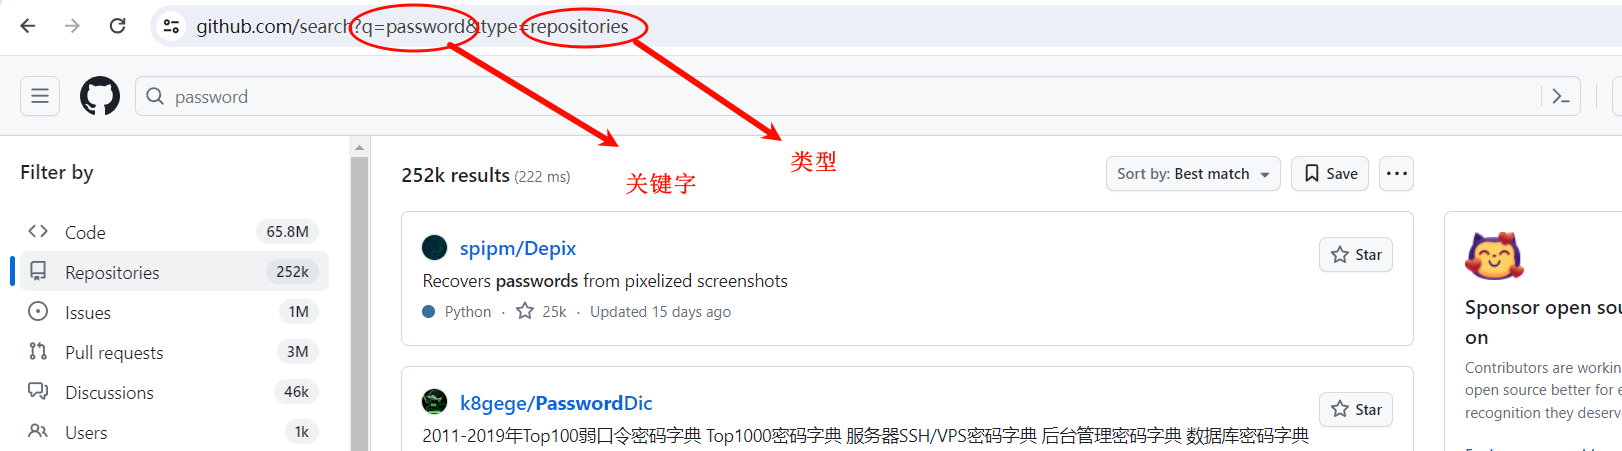 github.com/search?q=password&type=repositories
password
关键字
类型
Filter by
Code 65.8M
Repositories 252k
Issues 1M
Pull requests 3M
Discussions 46k
Users 1k
252k results (222 ms)
Sort by: Best match
Save
spipm/Depix
Star
Recovers passwords from pixelized screenshots
Python · 25k · Updated 15 days ago
k8gege/PasswordDic
Star
2011-2019年Top100弱口令密码字典 Top1000密码字典 服务器SSH/VPS密码字典 后台管理密码字典 数据库密码字典
Sponsor open sou
on
Contributors are workin
open source better for e
recognition they deserv